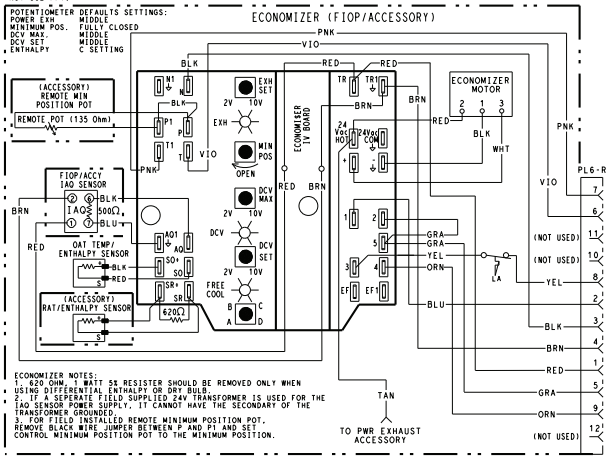 POTENTIOMETER DEFAULTS SETTINGS:
POWER EXH MIDDLE
MINIMUM POS. FULLY CLOSED
DCV MAX. MIDDLE
DCV SET MIDDLE
ENTHALPY C SETTING
ECONOMIZER (FIOP/ACCESSORY)
PNK
VIO
BLK
RED
RED
(ACCESSORY)
REMOTE MIN
POSITION POT
REMOTE POT (135 Ohm)
N1
N
BLK
P1
P
T1
T
PNK
VIO
EXH
SET
2V 10V
EXH
MIN
POS
OPEN
DCV
MAX
2V 10V
DCV
DCV
SET
2V 10V
FREE
COOL
B C
A D
ECONOMISER
IV BOARD
TR
TR1
BRN
BRN
24
Vac
HOT
24Vac
COM
+
-
1
2
5
3
4
EF
EF1
ECONOMIZER
MOTOR
2 1 3
RED
BLK
WHT
PNK
VIO
PL6-R
7
6
11
(NOT USED)
10
(NOT USED)
8
YEL
2
3
BLK
4
BRN
1
RED
5
GRA
9
ORN
12
(NOT USED)
GRA
GRA
YEL
ORN
BLU
LA
FIOP/ACCY
IAQ SENSOR
2 6
IAQ
500Ω
1 7
BLK
BLU
BRN
RED
RED
BRN
AQ1
AQ
OAT TEMP/
ENTHALPY SENSOR
+
S
BLK
RED
SO+
SO
(ACCESSORY)
RAT/ENTHALPY SENSOR
+
S
SR+
SR
620Ω
ECONOMIZER NOTES:
1. 620 OHM, 1 WATT 5% RESISTER SHOULD BE REMOVED ONLY WHEN
USING DIFFERENTIAL ENTHALPY OR DRY BULB.
2. IF A SEPERATE FIELD SUPPLIED 24V TRANSFORMER IS USED FOR THE
IAQ SENSOR POWER SUPPLY, IT CANNOT HAVE THE SECONDARY OF THE
TRANSFORMER GROUNDED.
3. FOR FIELD INSTALLED REMOTE MINIMUM POSITION POT,
REMOVE BLACK WIRE JUMPER BETWEEN P AND P1 AND SET
CONTROL MINIMUM POSITION POT TO THE MINIMUM POSITION.
TAN
TO PWR EXHAUST
ACCESSORY